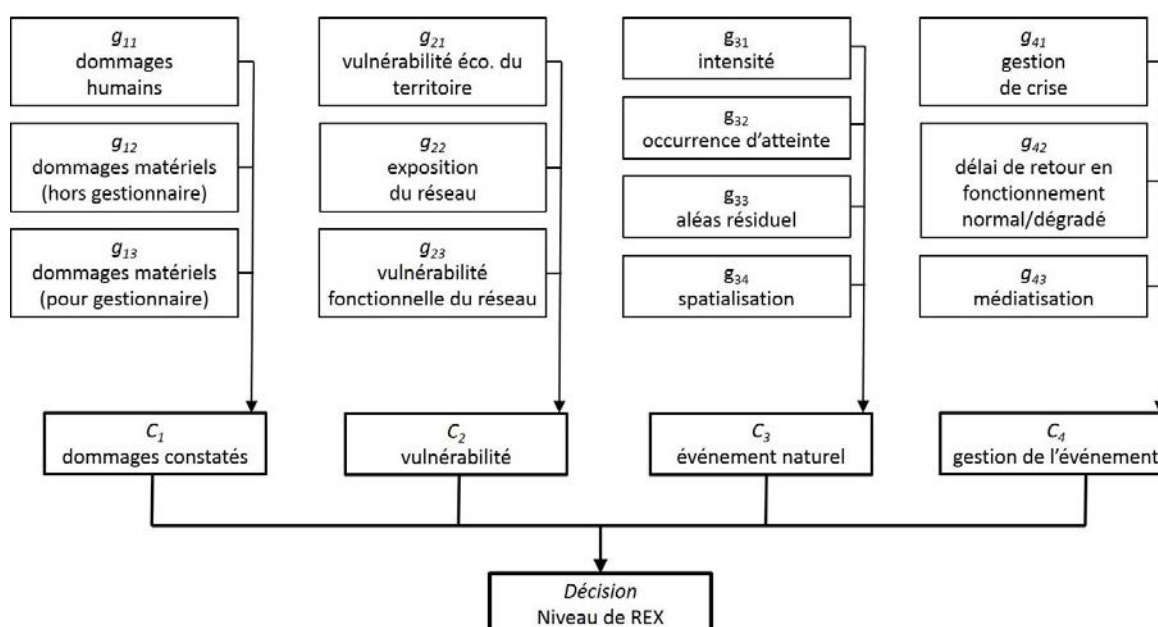 g11
dommages
humains
g12
dommages matériels
(hors gestionnaire)
g13
dommages matériels
(pour gestionnaire)
C1
dommages constatés
g21
vulnérabilité éco. du
territoire
g22
exposition
du réseau
g23
vulnérabilité
fonctionnelle du réseau
C2
vulnérabilité
g31
intensité
g32
occurrence d'atteinte
g33
aléas résiduel
g34
spatialisation
C3
événement naturel
g41
gestion
de crise
g42
délai de retour en
fonctionnement
normal/dégradé
g43
médiatisation
C4
gestion de l'événement
Décision
Niveau de REX